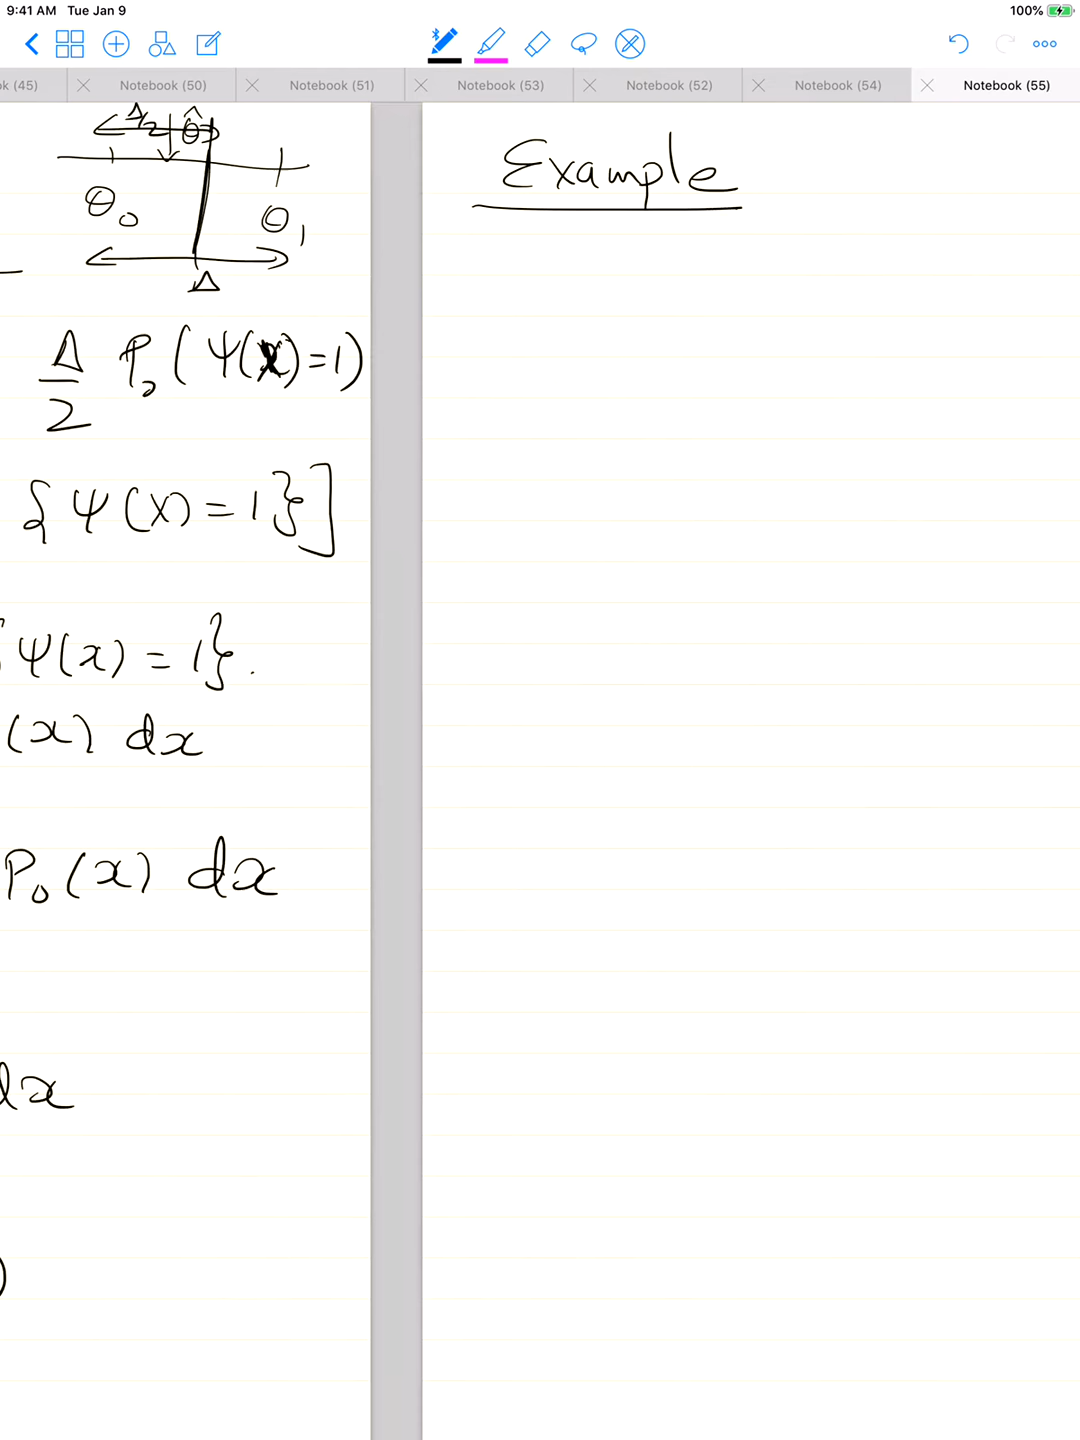 9:41 AM Tue Jan 9 100%
k (45) Notebook (50) Notebook (51) Notebook (53) Notebook (52) Notebook (54) Notebook (55)
Δ/2 θ̂
θ₀ θ₁
Δ
Δ/2 P₀(Ψ(X)=1)
{Ψ(X)=1}]
Ψ(x)=1}.
(x) dx
P₀(x) dx
dx
)
Example